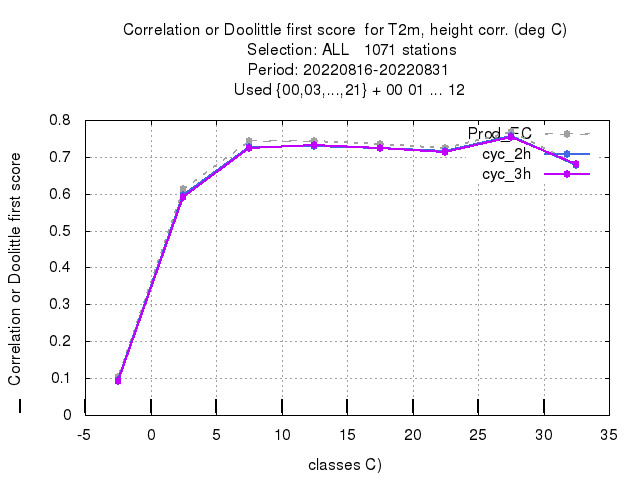 Correlation or Doolittle first score  for T2m, height corr. (deg C)
Selection: ALL   1071 stations
Period: 20220816-20220831
Used {00,03,...,21} + 00 01 ... 12
Correlation or Doolittle first score
0.8
0.7
0.6
0.5
0.4
0.3
0.2
0.1
0
Prod_EC
cyc_2h
cyc_3h
-5 0 5 10 15 20 25 30 35
classes C)